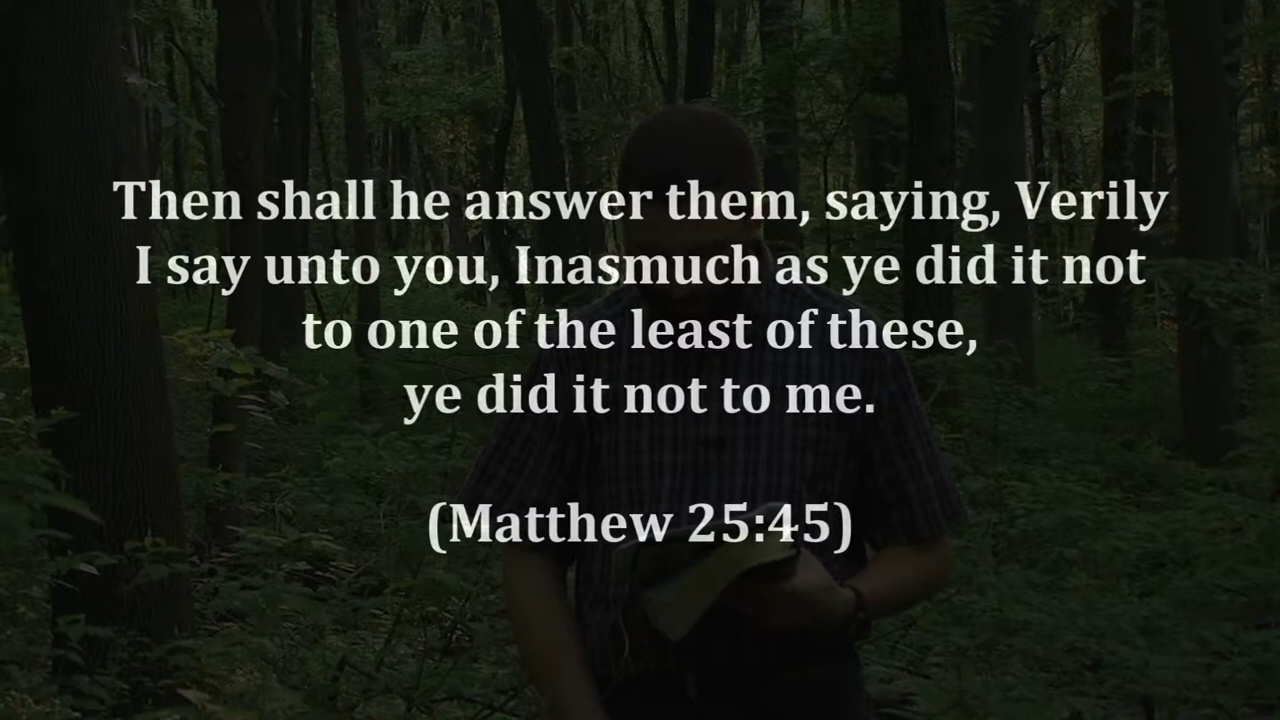 Then shall he answer them, saying, Verily
I say unto you, Inasmuch as ye did it not
to one of the least of these,
ye did it not to me.
(Matthew 25:45)